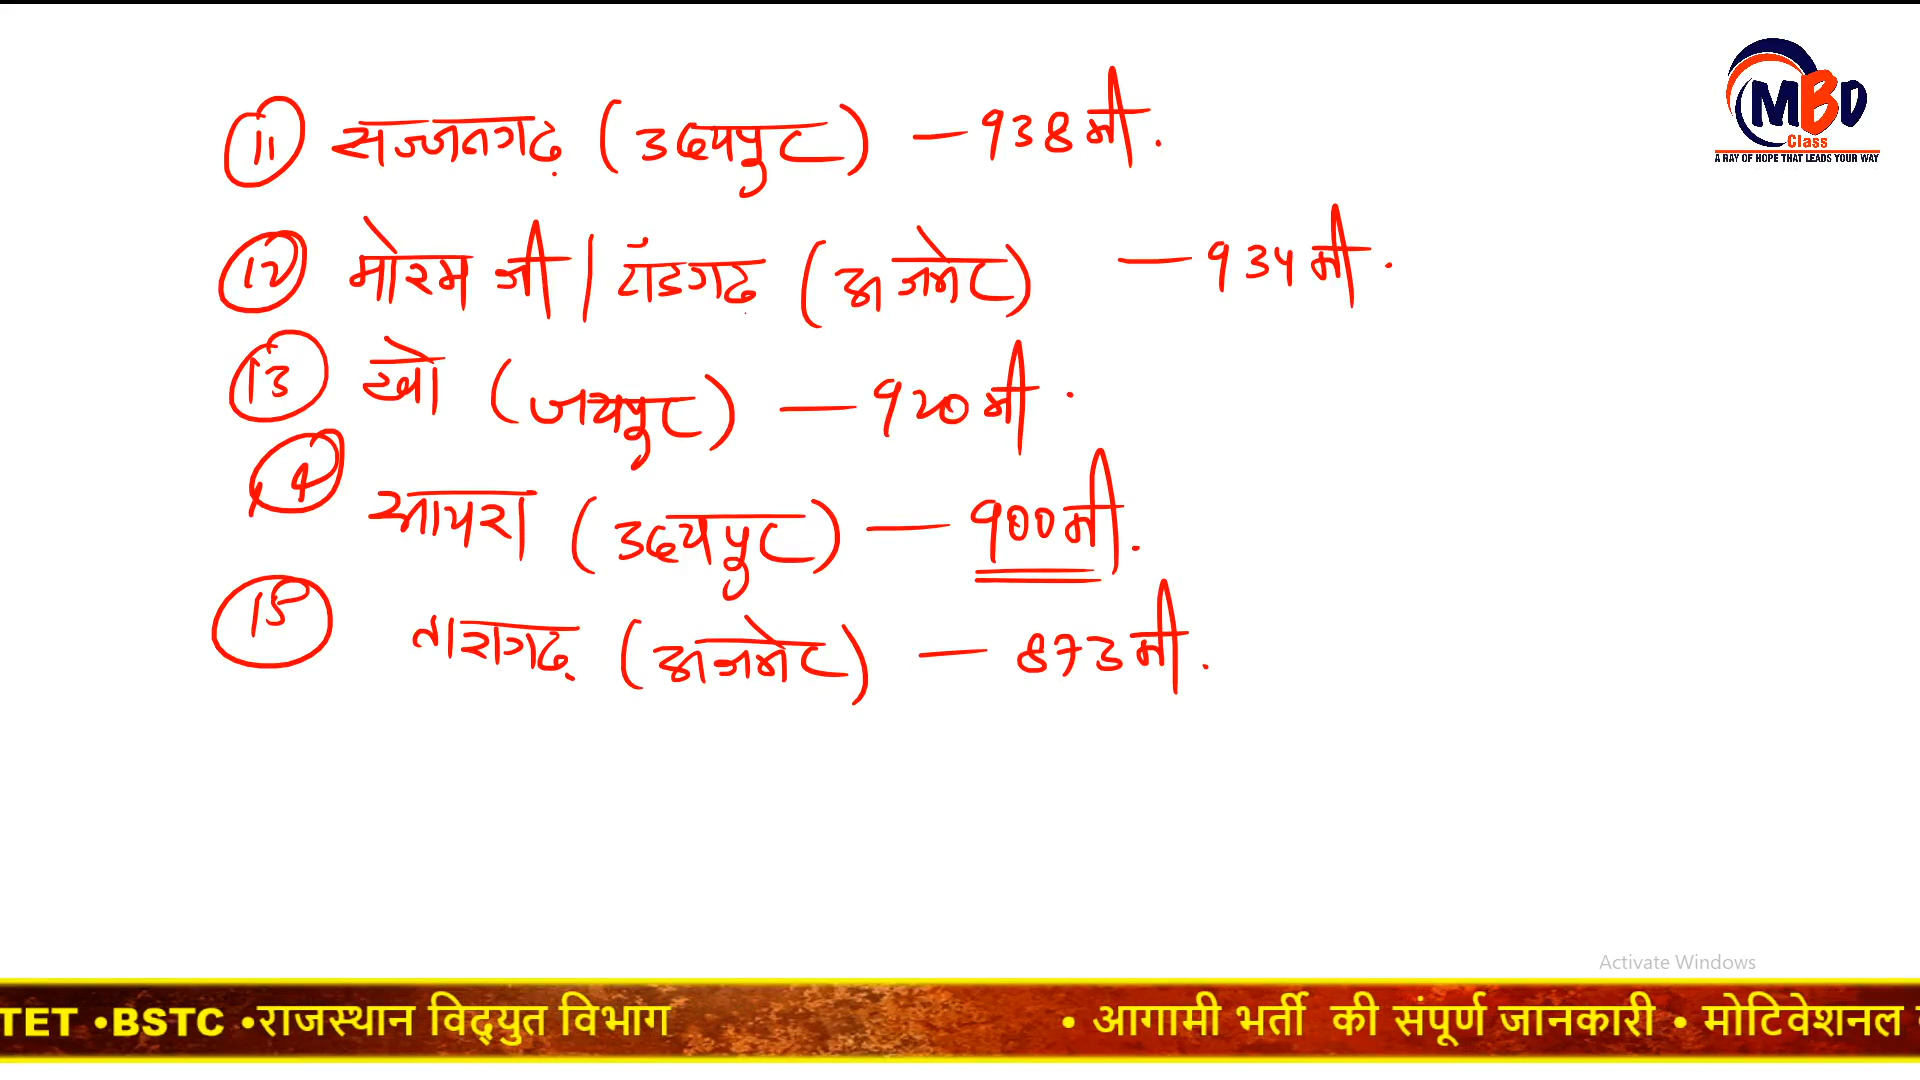 MBD
Class
A RAY OF HOPE THAT LEADS YOUR WAY
11 सज्जनगढ़ (उदयपुर) – 938 मी.
12 मोरम जी / टॉडगढ़ (अजमेर) – 934 मी.
13 खो (जयपुर) – 920 मी.
14 सायरा (उदयपुर) – 900 मी.
15 तारागढ़ (अजमेर) – 873 मी.
Activate Windows
TET •BSTC •राजस्थान विद्युत विभाग • आगामी भर्ती की संपूर्ण जानकारी • मोटिवेशनल